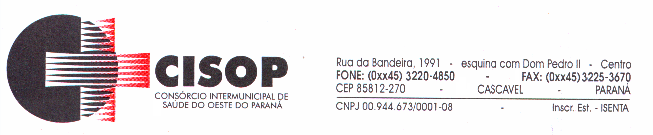 CISOP
CONSÓRCIO INTERMUNICIPAL DE
SAÚDE DO OESTE DO PARANÁ
Rua da Bandeira, 1991 - esquina com Dom Pedro II - Centro
FONE: (0xx45) 3220-4850 - FAX: (0xx45) 3225-3670
CEP 85812-270 - CASCAVEL - PARANÁ
CNPJ 00.944.673/0001-08 - Inscr. Est. - ISENTA